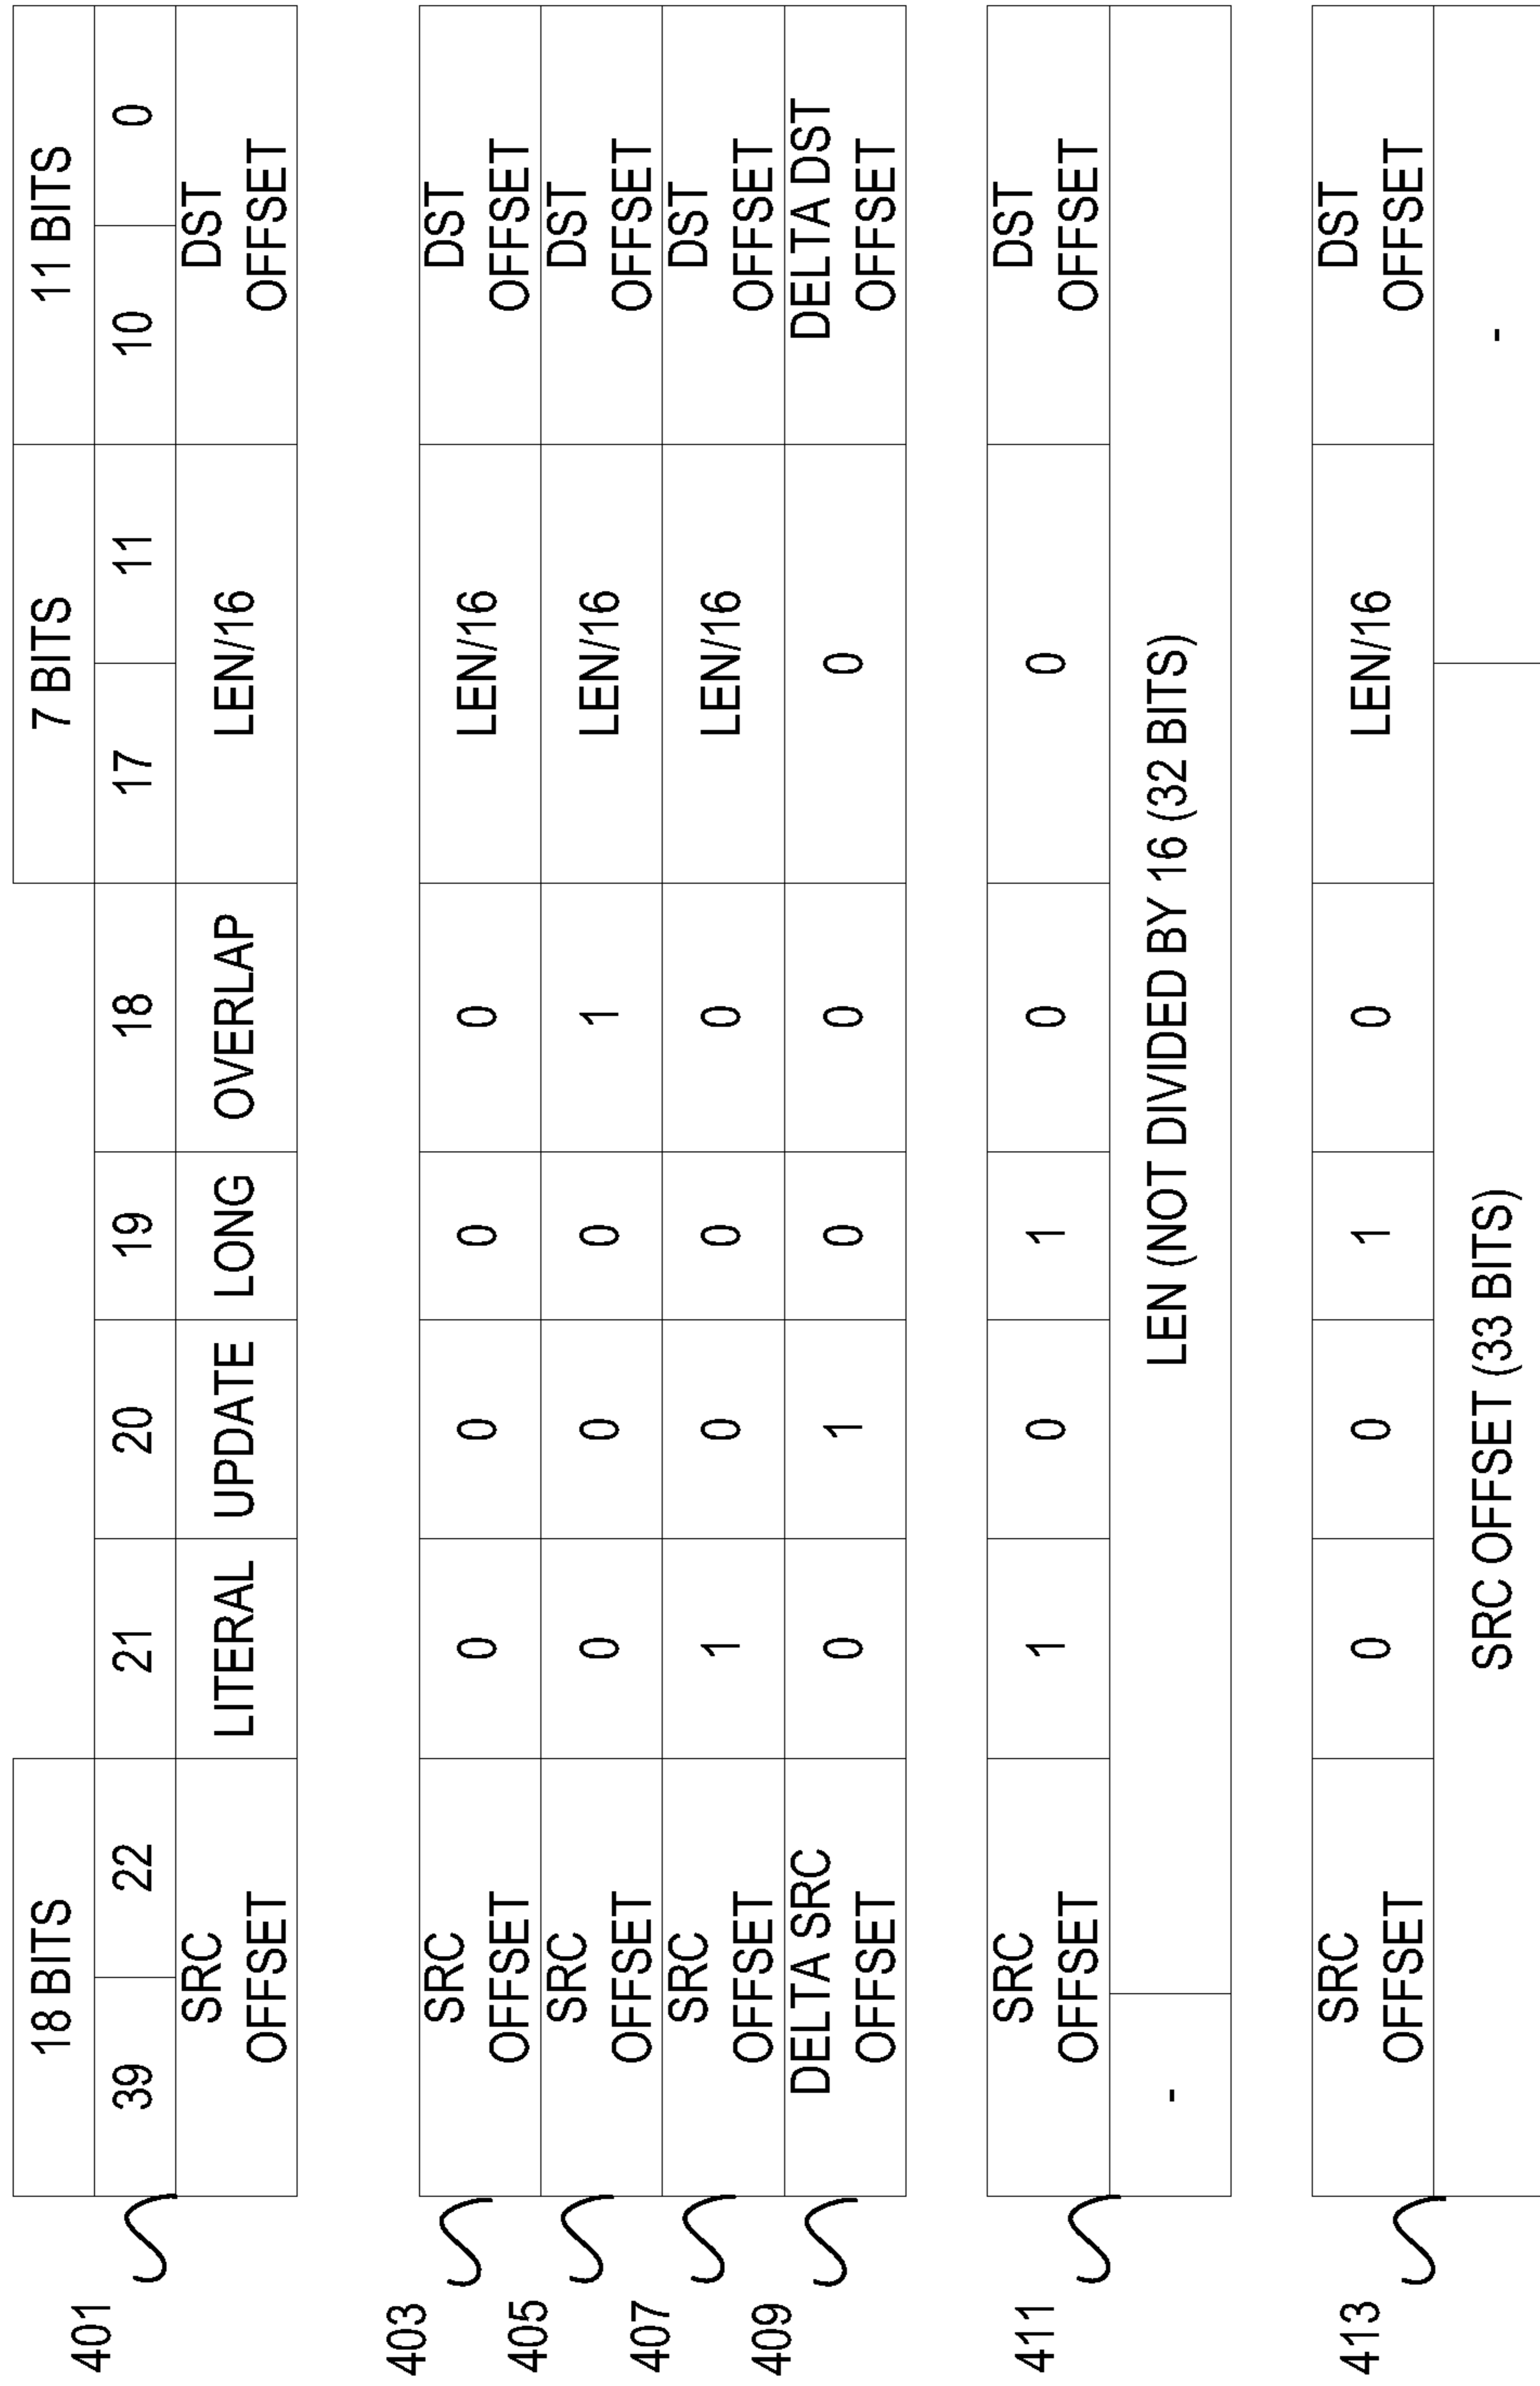 18 BITS 7 BITS 11 BITS
401 39 22 21 20 19 18 17 11 10 0
SRC OFFSET LITERAL UPDATE LONG OVERLAP LEN/16 DST OFFSET
403 SRC OFFSET 0 0 0 0 LEN/16 DST OFFSET
405 SRC OFFSET 0 0 0 1 LEN/16 DST OFFSET
407 SRC OFFSET 1 0 0 0 LEN/16 DST OFFSET
409 DELTA SRC OFFSET 0 1 0 0 0 DELTA DST OFFSET
411 SRC OFFSET 1 0 1 0 0 DST OFFSET
- LEN (NOT DIVIDED BY 16 (32 BITS)
413 SRC OFFSET 0 0 1 0 LEN/16 DST OFFSET
SRC OFFSET (33 BITS) -